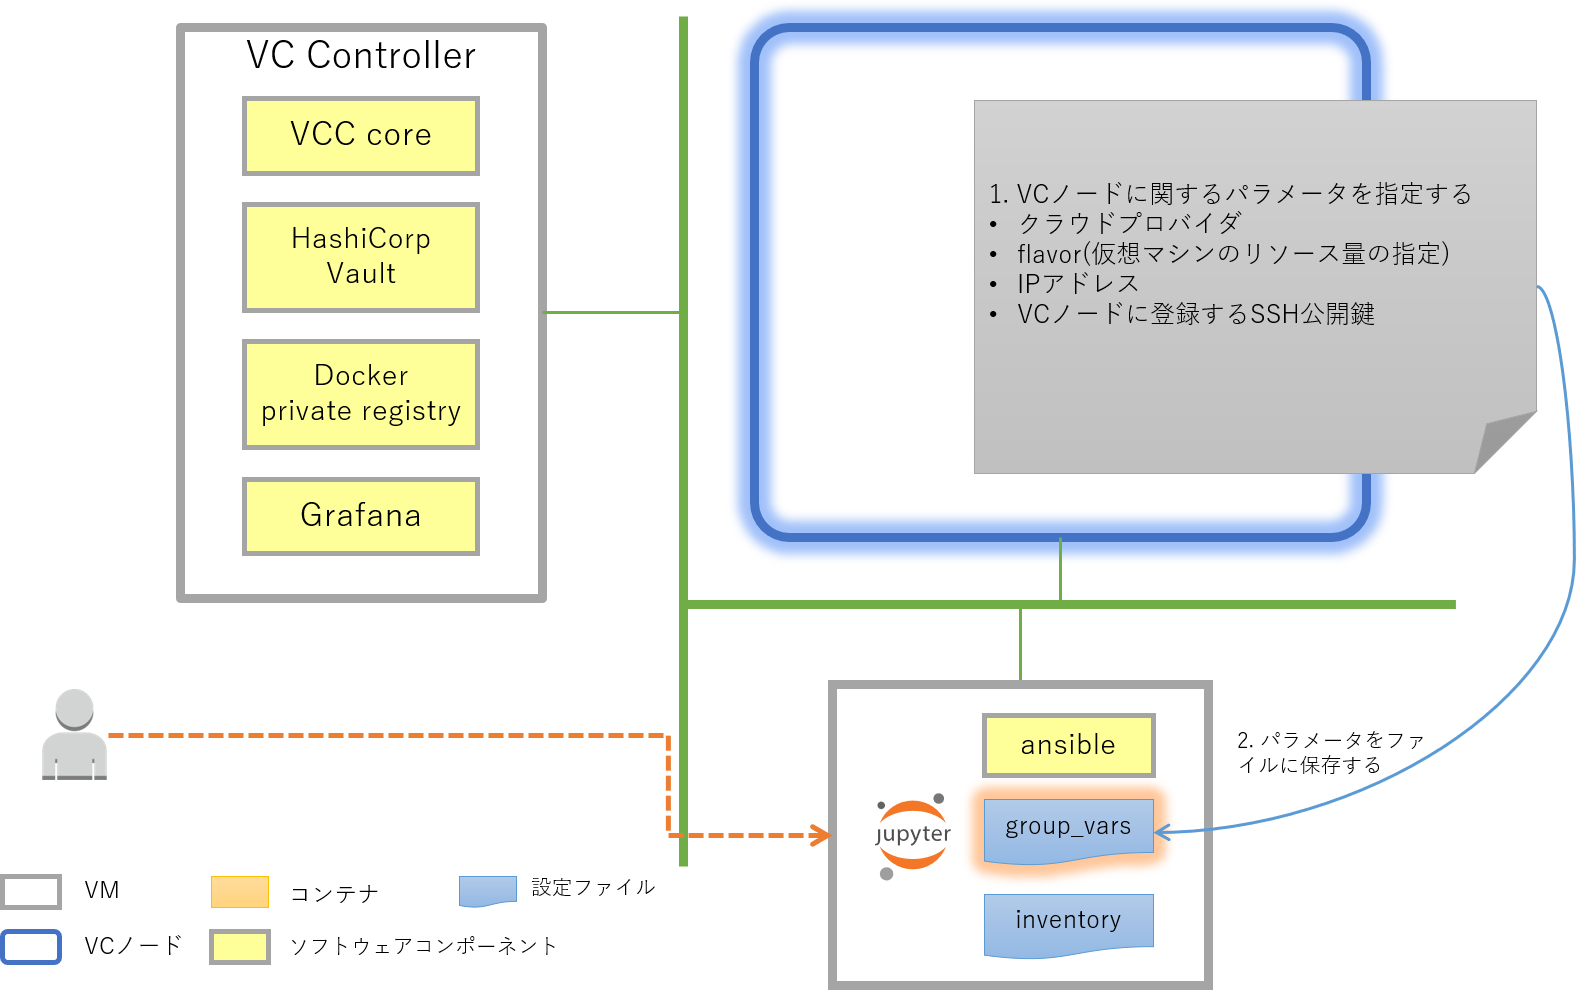 VC Controller
VCC core
HashiCorp
Vault
Docker
private registry
Grafana
1. VCノードに関するパラメータを指定する
• クラウドプロバイダ
• flavor(仮想マシンのリソース量の指定)
• IPアドレス
• VCノードに登録するSSH公開鍵
ansible
jupyter
group_vars
inventory
2. パラメータをファ
イルに保存する
VM
コンテナ
設定ファイル
VCノード
ソフトウェアコンポーネント